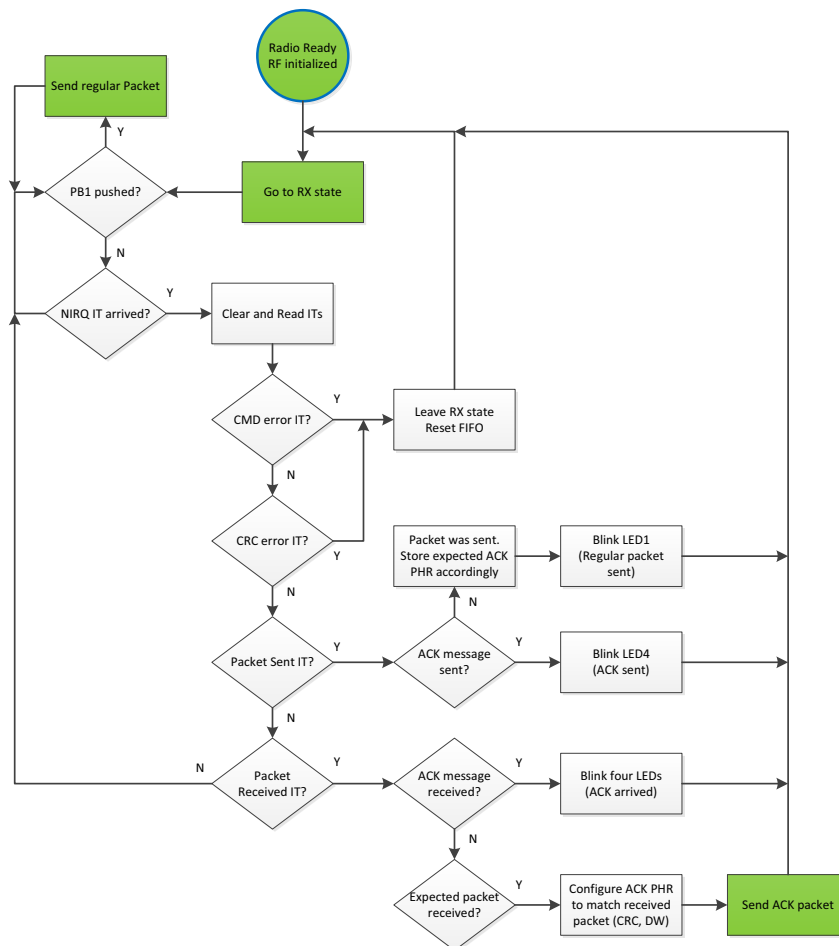 Radio Ready
RF initialized
Send regular Packet
Y
PB1 pushed?
Go to RX state
N
NIRQ IT arrived?
Y
Clear and Read ITs
CMD error IT?
Y
Leave RX state
Reset FIFO
N
CRC error IT?
Y
N
Packet was sent.
Store expected ACK
PHR accordingly
Blink LED1
(Regular packet
sent)
N
Packet Sent IT?
Y
ACK message
sent?
Y
Blink LED4
(ACK sent)
N
N
Packet
Received IT?
Y
ACK message
received?
Y
Blink four LEDs
(ACK arrived)
N
Expected packet
received?
Y
Configure ACK PHR
to match received
packet (CRC, DW)
Send ACK packet